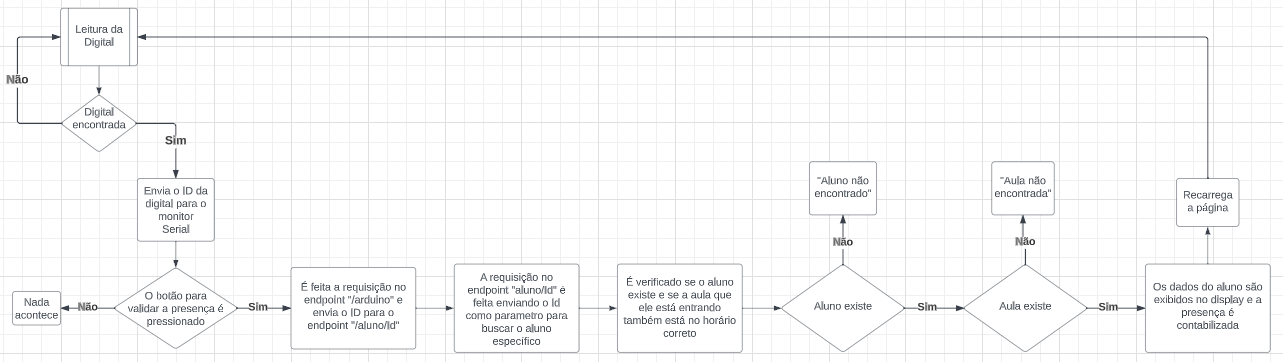 Leitura da
Digital
Não
Digital
encontrada
Sim
Envia o ID da
digital para o
monitor
Serial
Nada
acontece
Não
O botão para
validar a presença é
pressionado
Sim
É feita a requisição no
endpoint "/arduino" e
envia o ID para o
endpoint "/aluno/Id"
A requisição no
endpoint "aluno/Id" é
feita enviando o Id
como parametro para
buscar o aluno
especifico
É verificado se o aluno
existe e se a aula que
ele está entrando
também está no horário
correto
"Aluno não
encontrado"
Não
Aluno existe
Sim
"Aula não
encontrada"
Não
Aula existe
Sim
Os dados do aluno são
exibidos no display e a
presença é
contabilizada
Recarrega
a página